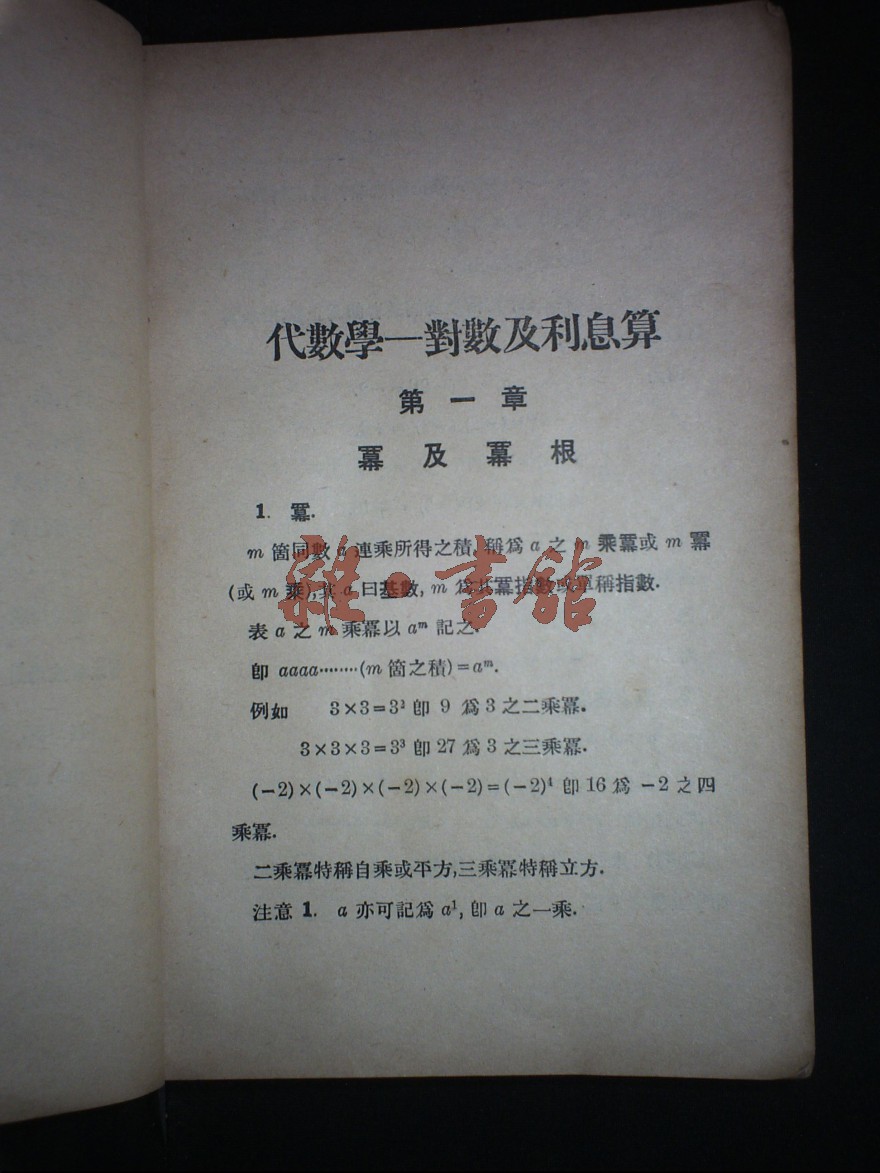 代數學—對數及利息算
第一章
冪及冪根
1. 冪.
m 箇同數 a 連乘所得之積, 稱爲 a 之 m 乘冪或 m 冪
(或 m 乘),其 a 曰基數, m 爲其冪指數或單稱指數.
表 a 之 m 乘冪以 aᵐ 記之.
卽 aaaa········(m 箇之積)=aᵐ.
例如 3×3=3² 卽 9 爲 3 之二乘冪.
3×3×3=3³ 卽 27 爲 3 之三乘冪.
(−2)×(−2)×(−2)×(−2)=(−2)⁴ 卽 16 爲 −2 之四
乘冪.
二乘冪特稱自乘或平方,三乘冪特稱立方.
注意 1. a 亦可記爲 a¹, 卽 a 之一乘.
雜·書館